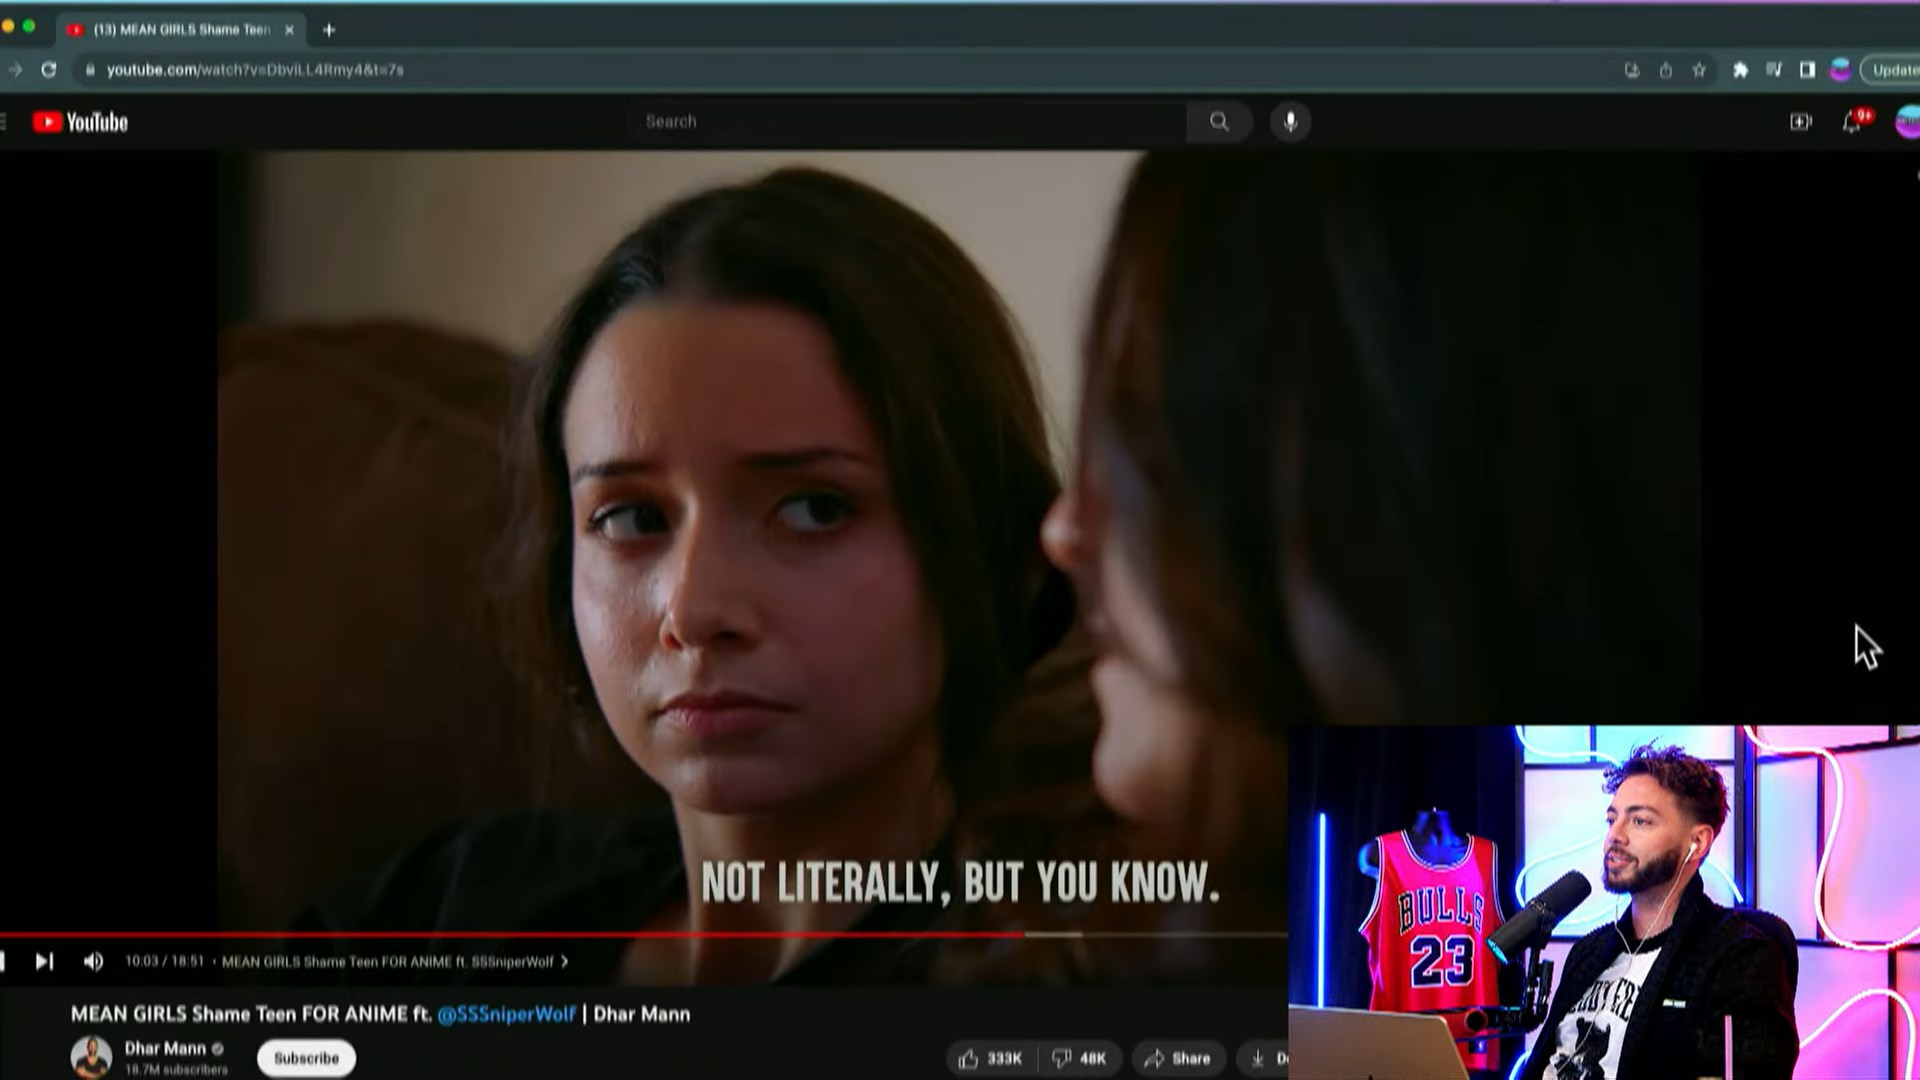 (13) MEAN GIRLS Shame Teen
youtube.com/watch?v=DbviLL4Rmy4&t=7s
Update
YouTube
Search
9+
NOT LITERALLY, BUT YOU KNOW.
BULLS
23
10:03 / 18:51 • MEAN GIRLS Shame Teen FOR ANIME ft. SSSniperWolf
MEAN GIRLS Shame Teen FOR ANIME ft. @SSSniperWolf | Dhar Mann
Dhar Mann
18.7M subscribers
Subscribe
333K
48K
Share